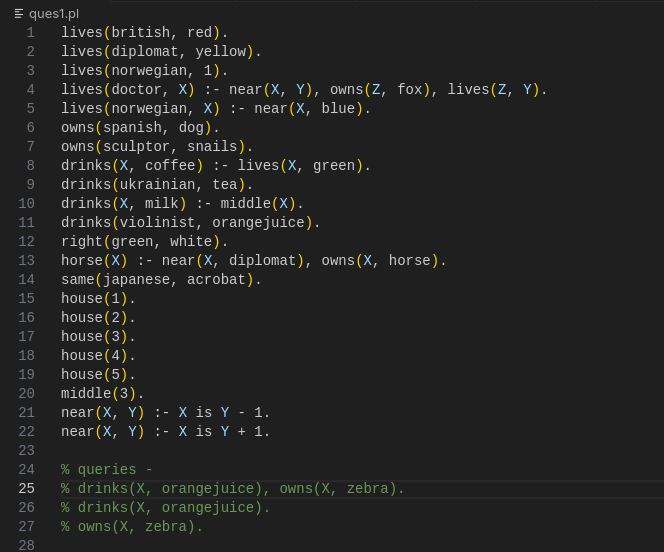 ques1.pl
1 lives(british, red).
2 lives(diplomat, yellow).
3 lives(norwegian, 1).
4 lives(doctor, X) :- near(X, Y), owns(Z, fox), lives(Z, Y).
5 lives(norwegian, X) :- near(X, blue).
6 owns(spanish, dog).
7 owns(sculptor, snails).
8 drinks(X, coffee) :- lives(X, green).
9 drinks(ukrainian, tea).
10 drinks(X, milk) :- middle(X).
11 drinks(violinist, orangejuice).
12 right(green, white).
13 horse(X) :- near(X, diplomat), owns(X, horse).
14 same(japanese, acrobat).
15 house(1).
16 house(2).
17 house(3).
18 house(4).
19 house(5).
20 middle(3).
21 near(X, Y) :- X is Y - 1.
22 near(X, Y) :- X is Y + 1.
23
24 % queries -
25 % drinks(X, orangejuice), owns(X, zebra).
26 % drinks(X, orangejuice).
27 % owns(X, zebra).
28